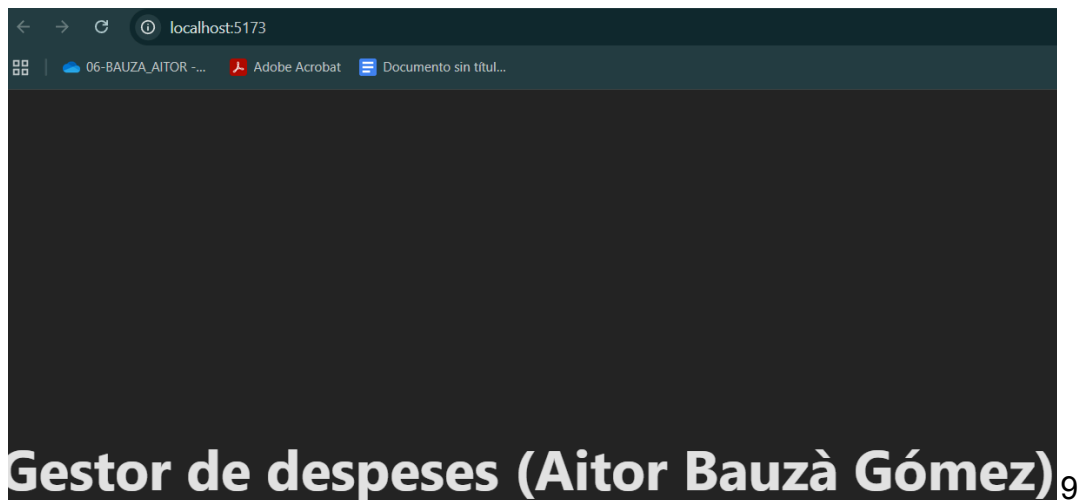 localhost:5173
06-BAUZA_AITOR -... Adobe Acrobat Documento sin títul...
Gestor de despeses (Aitor Bauzà Gómez)
9